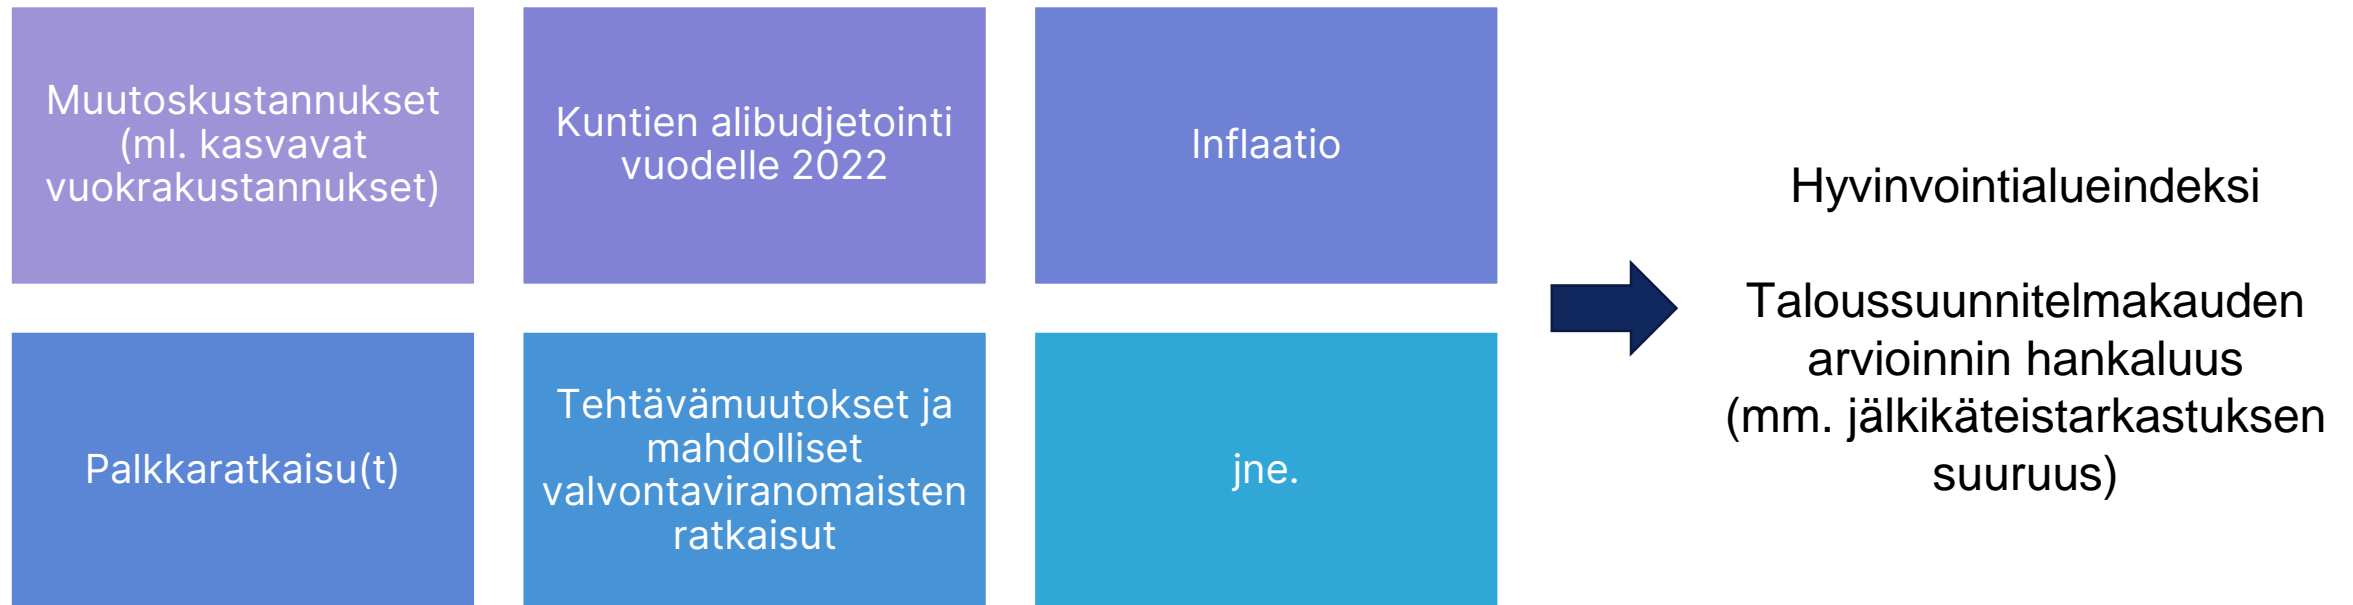 Muutoskustannukset
(ml. kasvavat
vuokrakustannukset)
Kuntien alibudjetointi
vuodelle 2022
Inflaatio
Palkkaratkaisu(t)
Tehtävämuutokset ja
mahdolliset
valvontaviranomaisten
ratkaisut
jne.
Hyvinvointialueindeksi
Taloussuunnitelmakauden
arvioinnin hankaluus
(mm. jälkikäteistarkastuksen
suuruus)